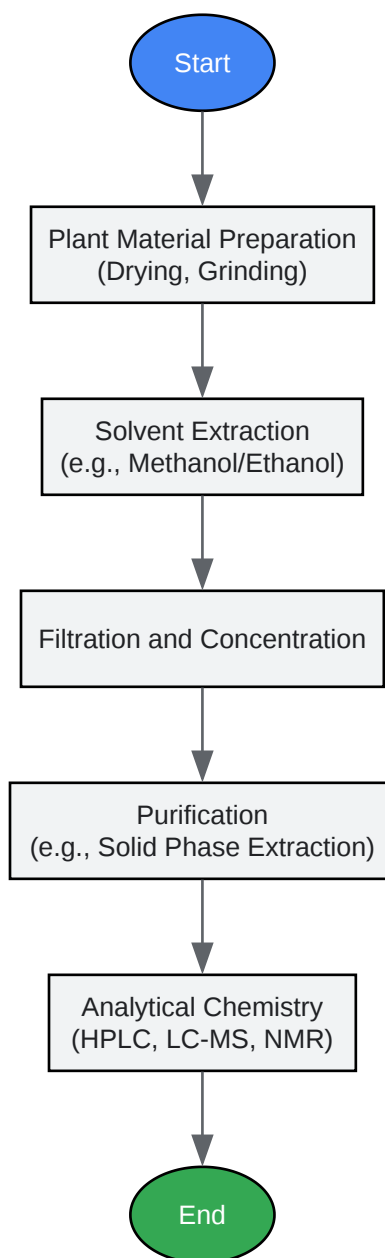 Start
Plant Material Preparation
(Drying, Grinding)
Solvent Extraction
(e.g., Methanol/Ethanol)
Filtration and Concentration
Purification
(e.g., Solid Phase Extraction)
Analytical Chemistry
(HPLC, LC-MS, NMR)
End